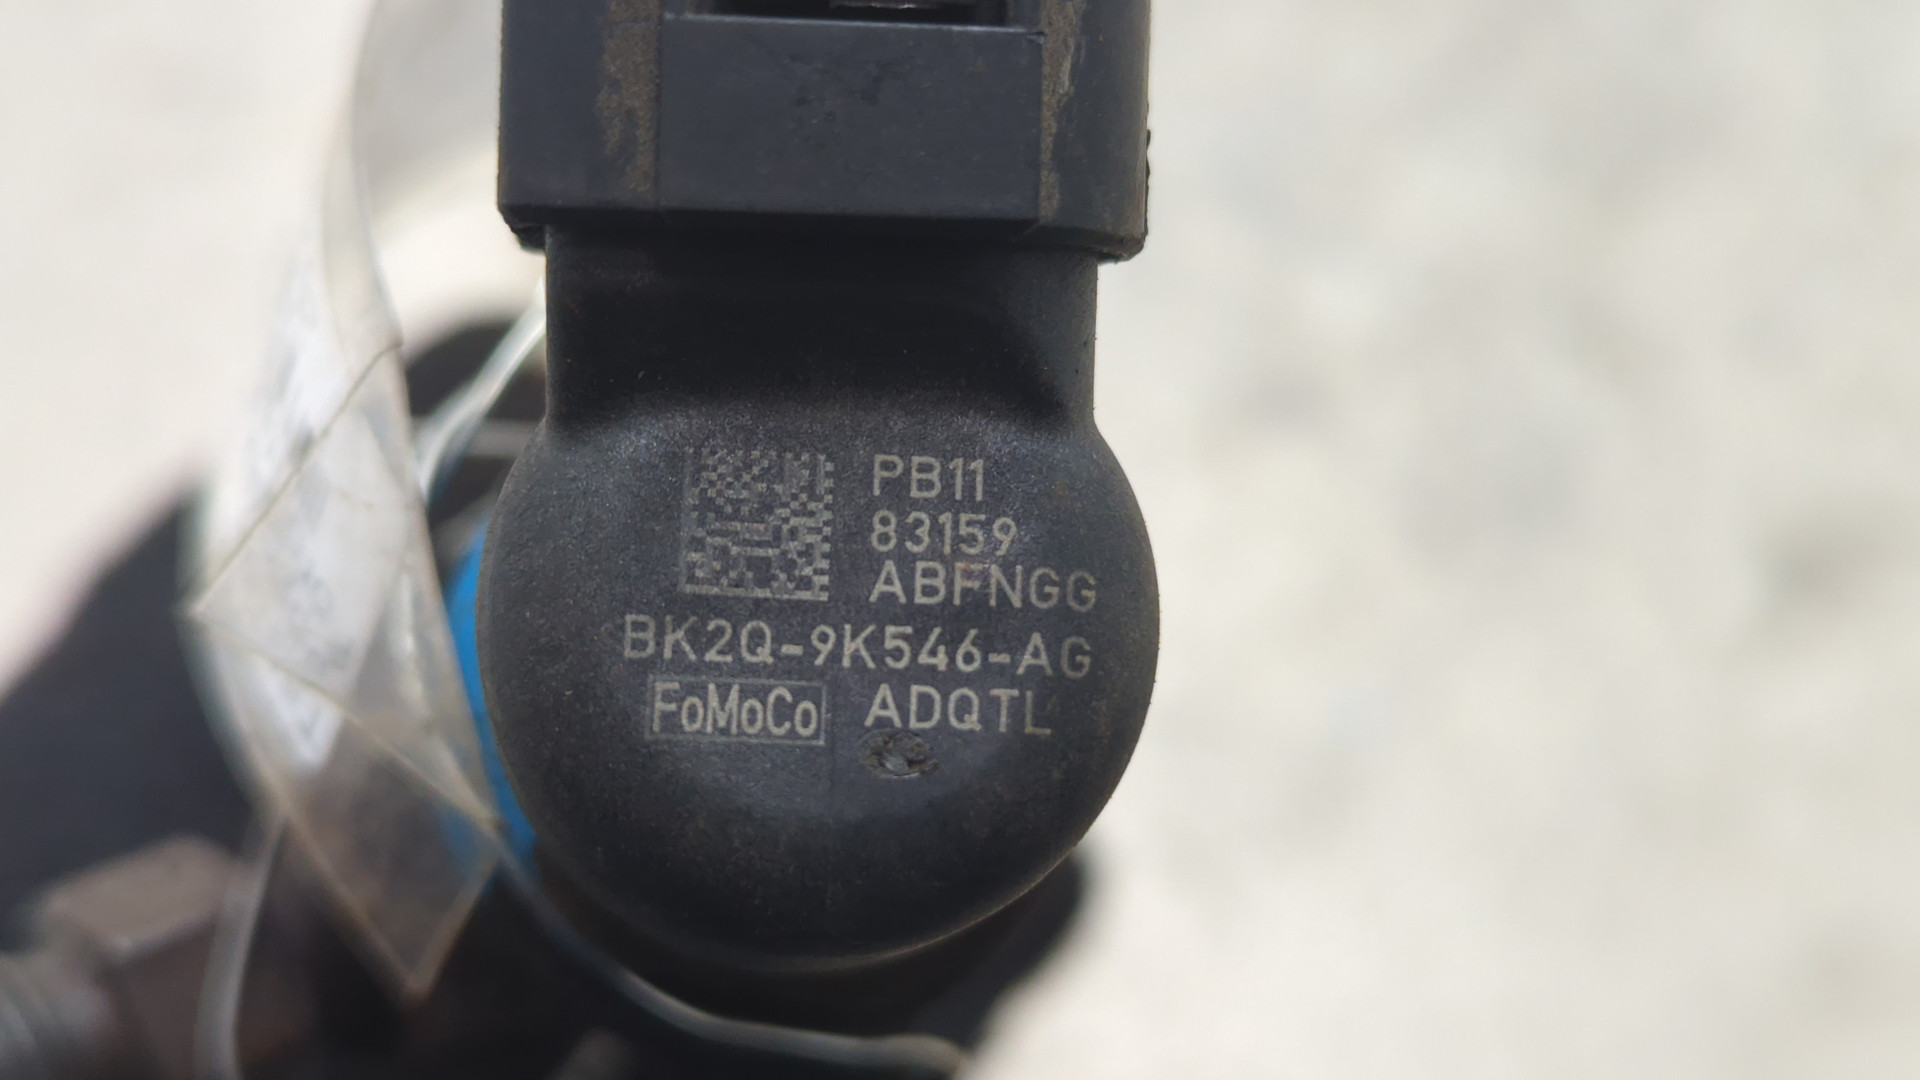 PB11
83159
ABFNGG
BK2Q-9K546-AG
FoMoCo ADQTL